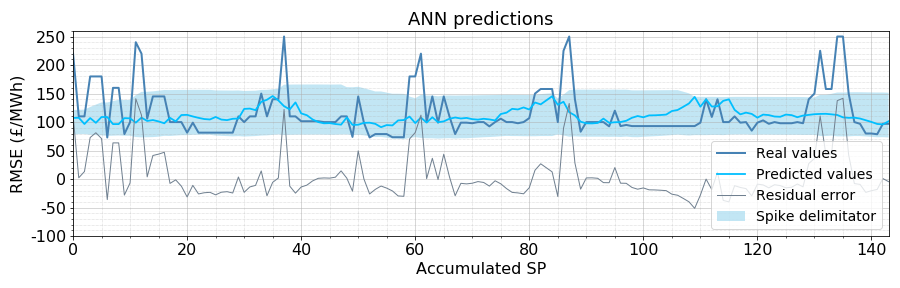 ANN predictions
RMSE (£/MWh)
250
200
150
100
50
0
-50
-100
Real values
Predicted values
Residual error
Spike delimitator
0 20 40 60 80 100 120 140
Accumulated SP